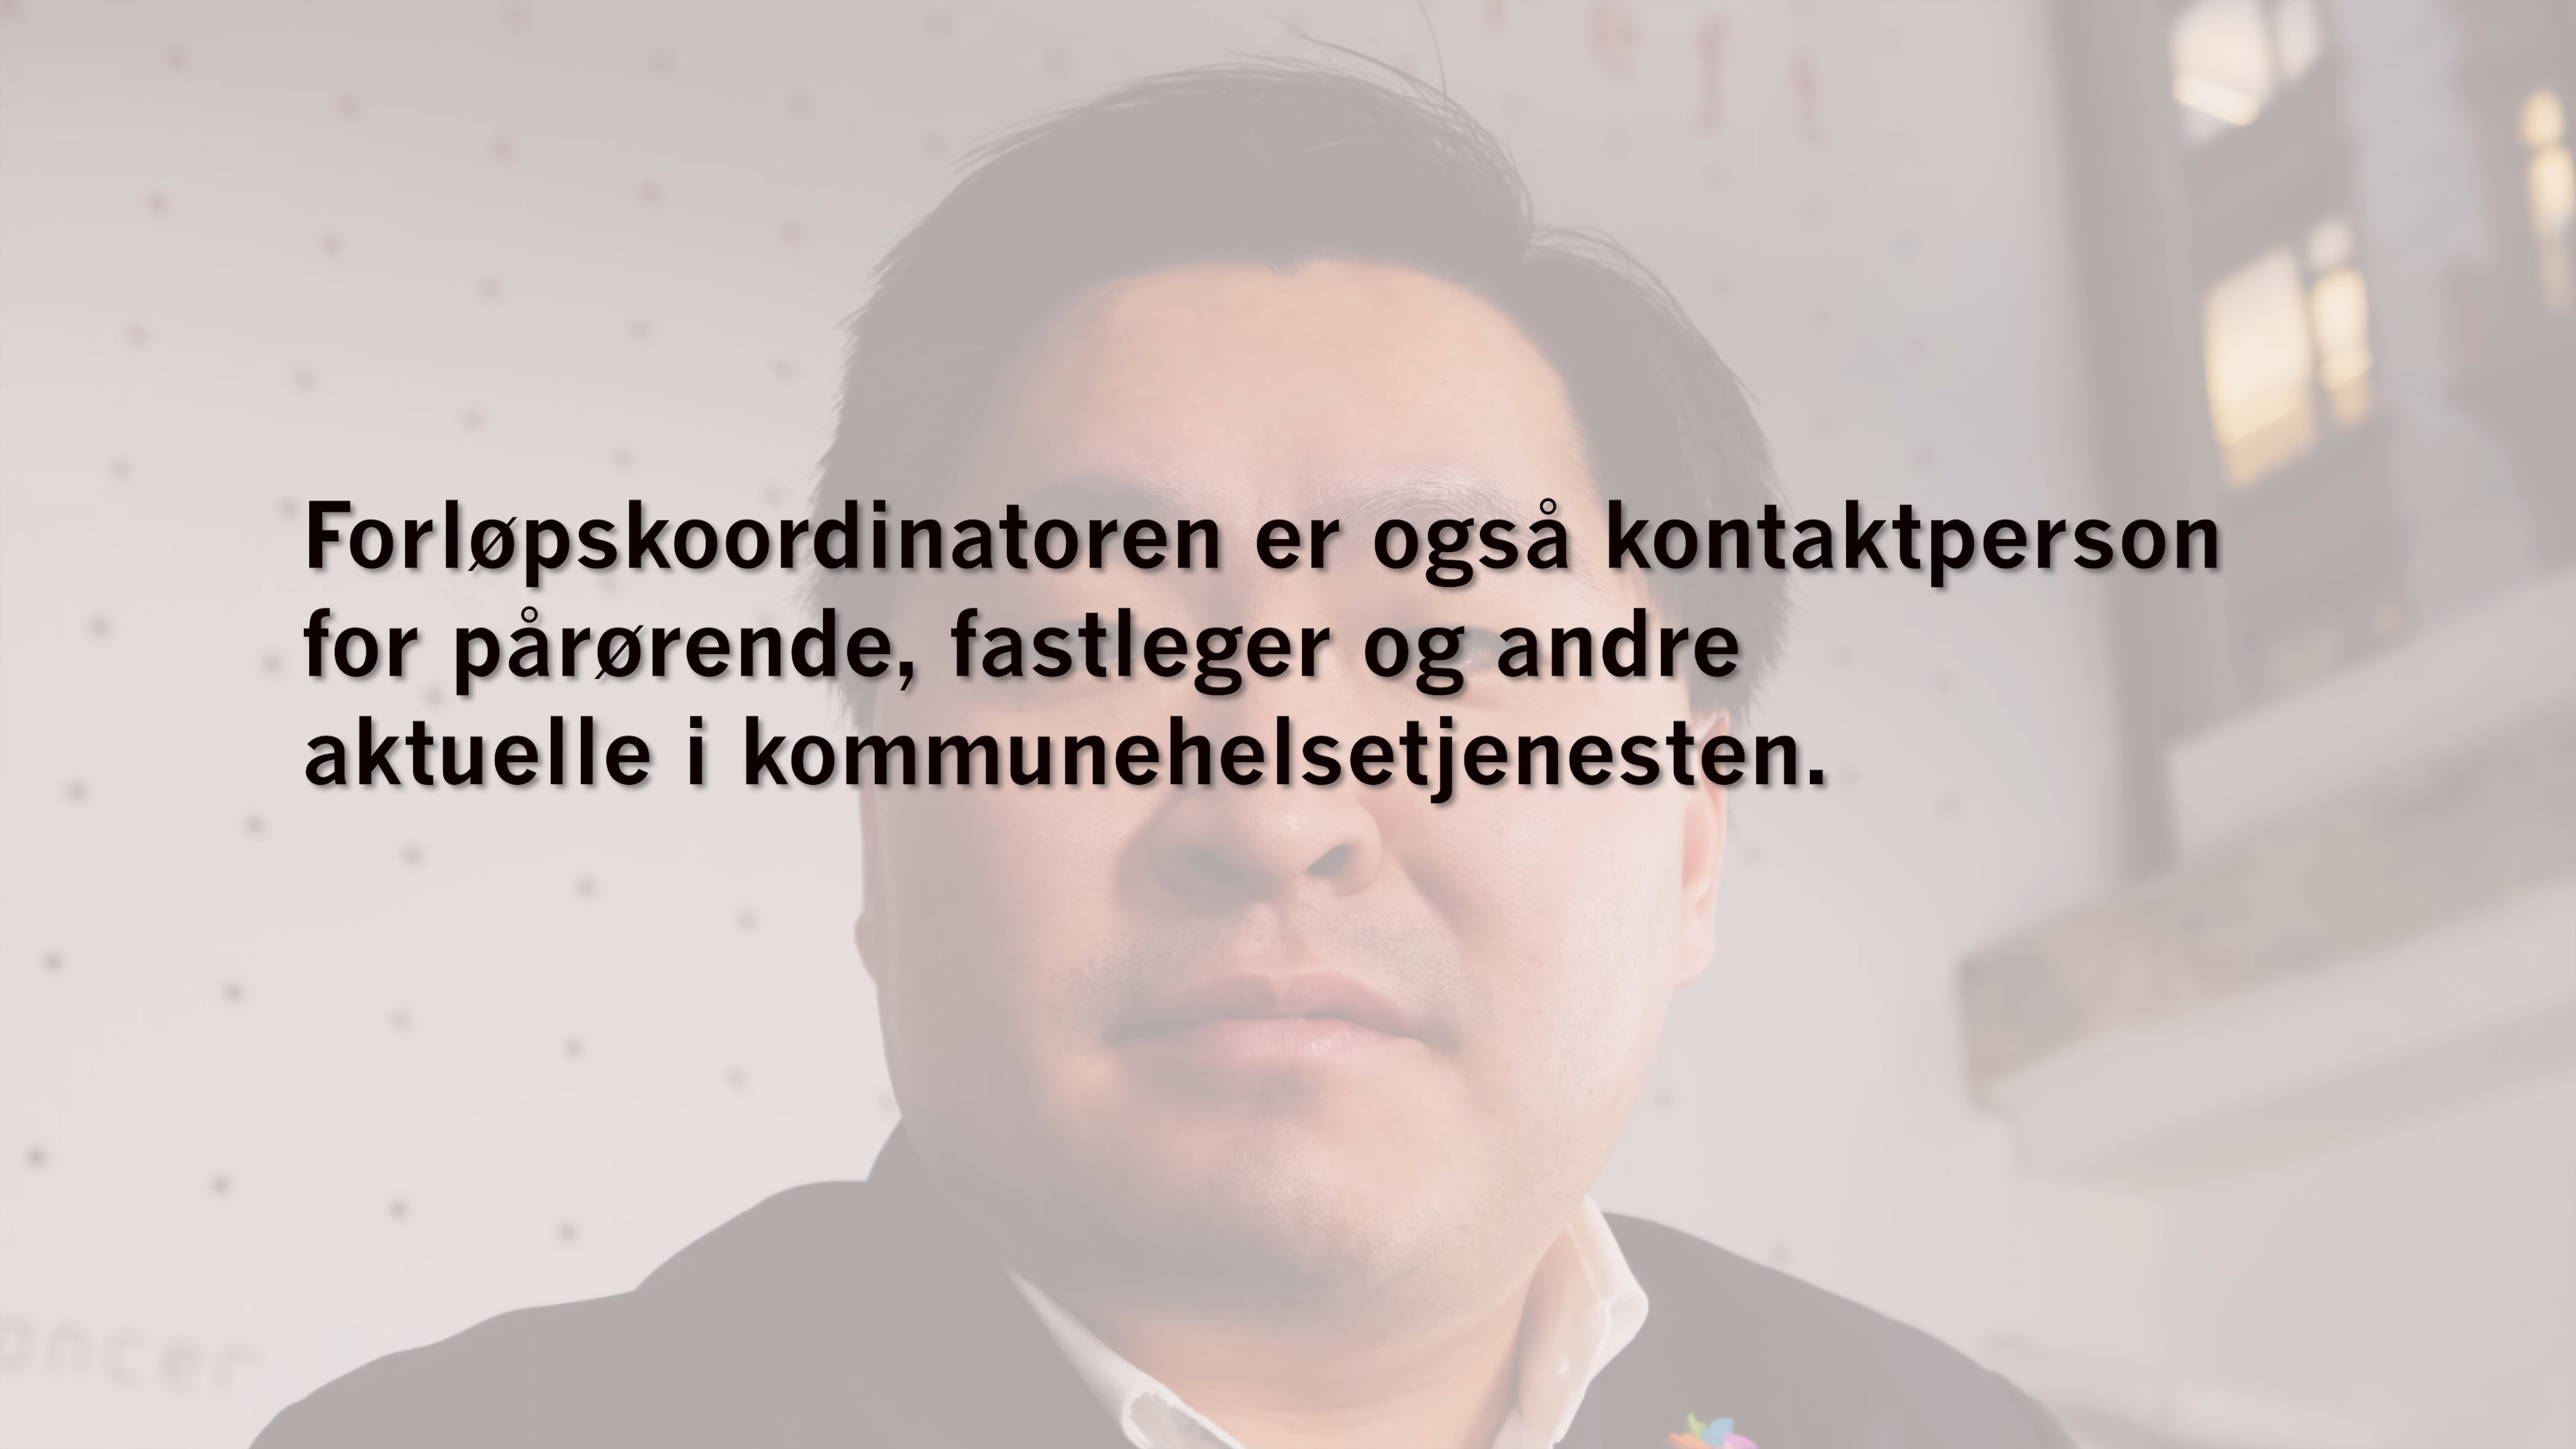 Forløpskoordinatoren er også kontaktperson
for pårørende, fastleger og andre
aktuelle i kommunehelsetjenesten.